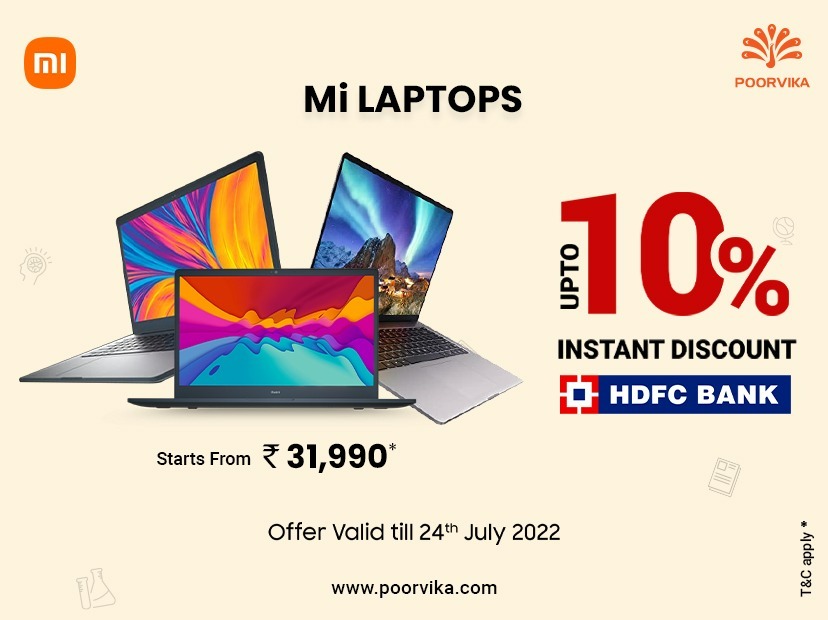 mi
POORVIKA
Mi LAPTOPS
UPTO 10%
INSTANT DISCOUNT
HDFC BANK
Starts From ₹ 31,990*
Offer Valid till 24th July 2022
www.poorvika.com
T&C apply *